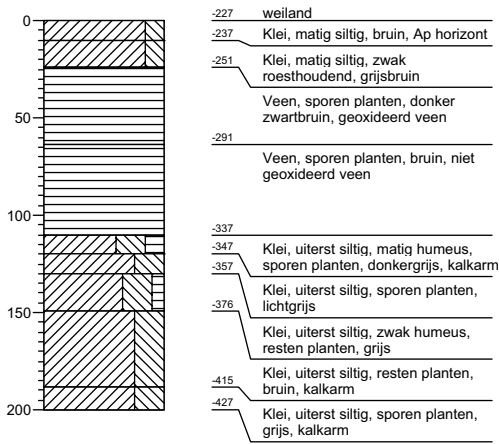 0
50
100
150
200
-227
weiland
-237
Klei, matig siltig, bruin, Ap horizont
-251
Klei, matig siltig, zwak
roesthoudend, grijsbruin
Veen, sporen planten, donker
zwartbruin, geoxideerd veen
-291
Veen, sporen planten, bruin, niet
geoxideerd veen
-337
-347
Klei, uiterst siltig, matig humeus,
sporen planten, donkergrijs, kalkarm
-357
Klei, uiterst siltig, sporen planten,
lichtgrijs
-376
Klei, uiterst siltig, zwak humeus,
resten planten, grijs
Klei, uiterst siltig, resten planten,
bruin, kalkarm
-415
-427
Klei, uiterst siltig, sporen planten,
grijs, kalkarm